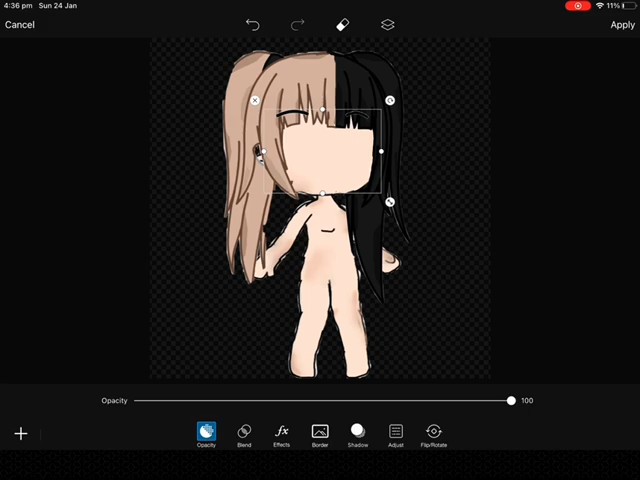 4:36 pm Sun 24 Jan 11%
Cancel Apply
Opacity 100
Opacity Blend Effects Border Shadow Adjust Flip/Rotate